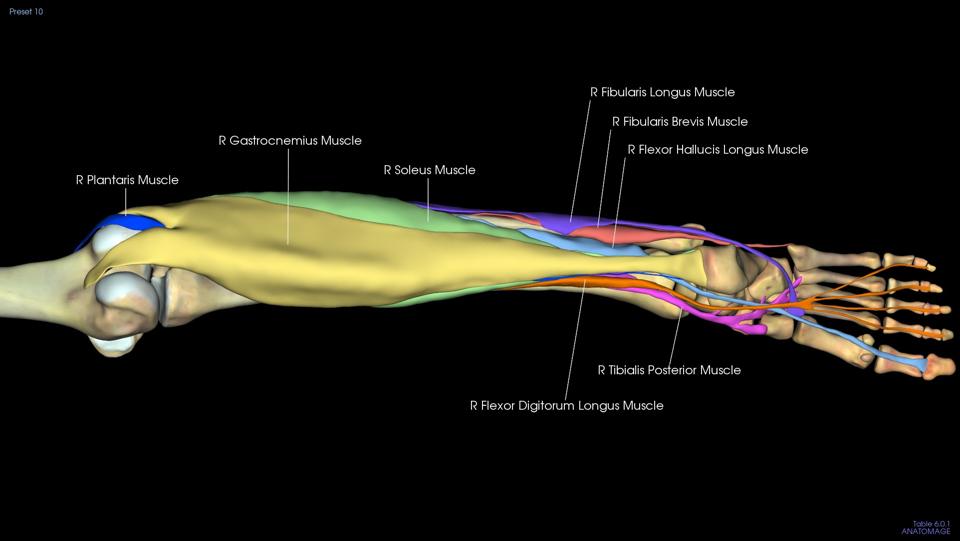 Preset 10
R Fibularis Longus Muscle
R Fibularis Brevis Muscle
R Gastrocnemius Muscle
R Flexor Hallucis Longus Muscle
R Soleus Muscle
R Plantaris Muscle
R Tibialis Posterior Muscle
R Flexor Digitorum Longus Muscle
Table 6.0.1
ANATOMAGE